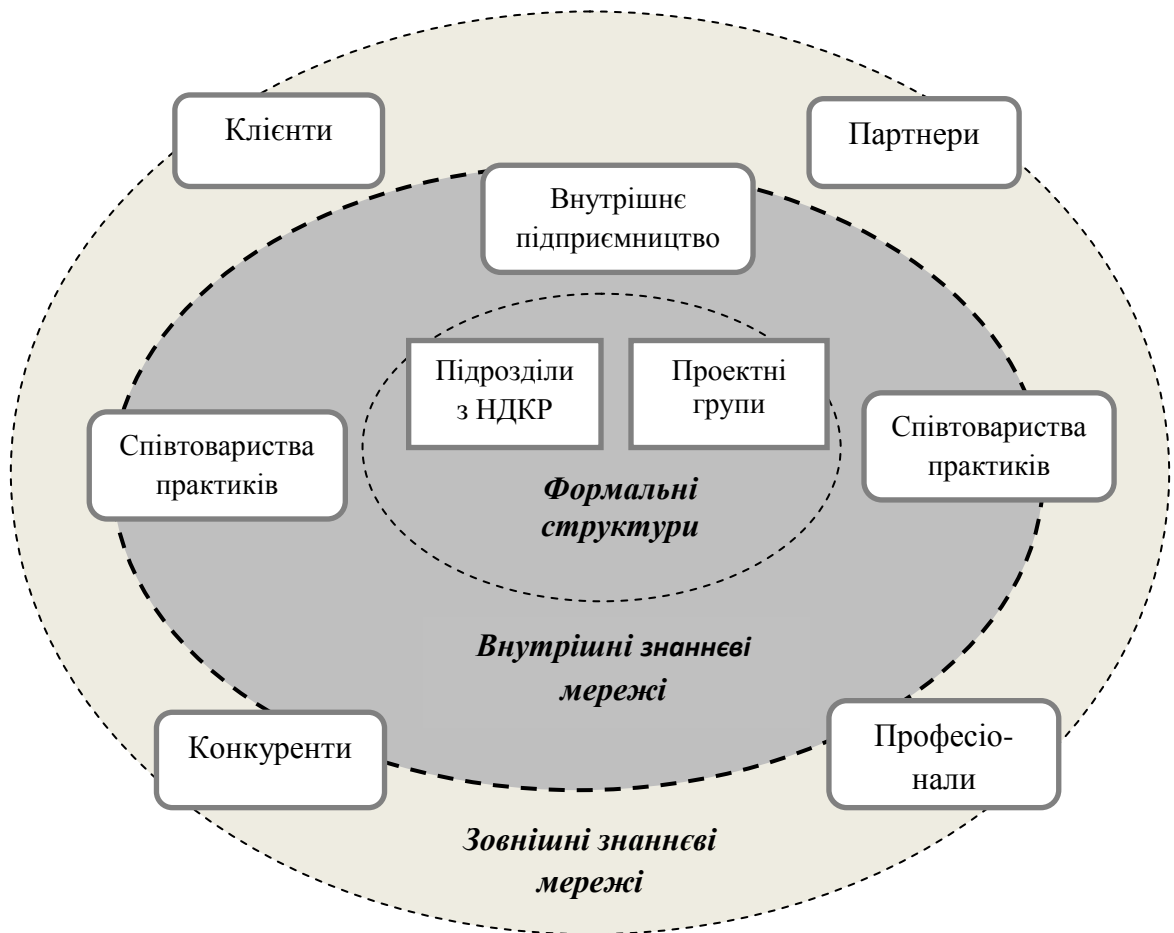 Клієнти
Партнери
Внутрішнє
підприємництво
Підрозділи
з НДКР
Проектні
групи
Співтовариства
практиків
Співтовариства
практиків
Формальні
структури
Внутрішні знаннєві
мережі
Конкуренти
Професіо-
нали
Зовнішні знаннєві
мережі